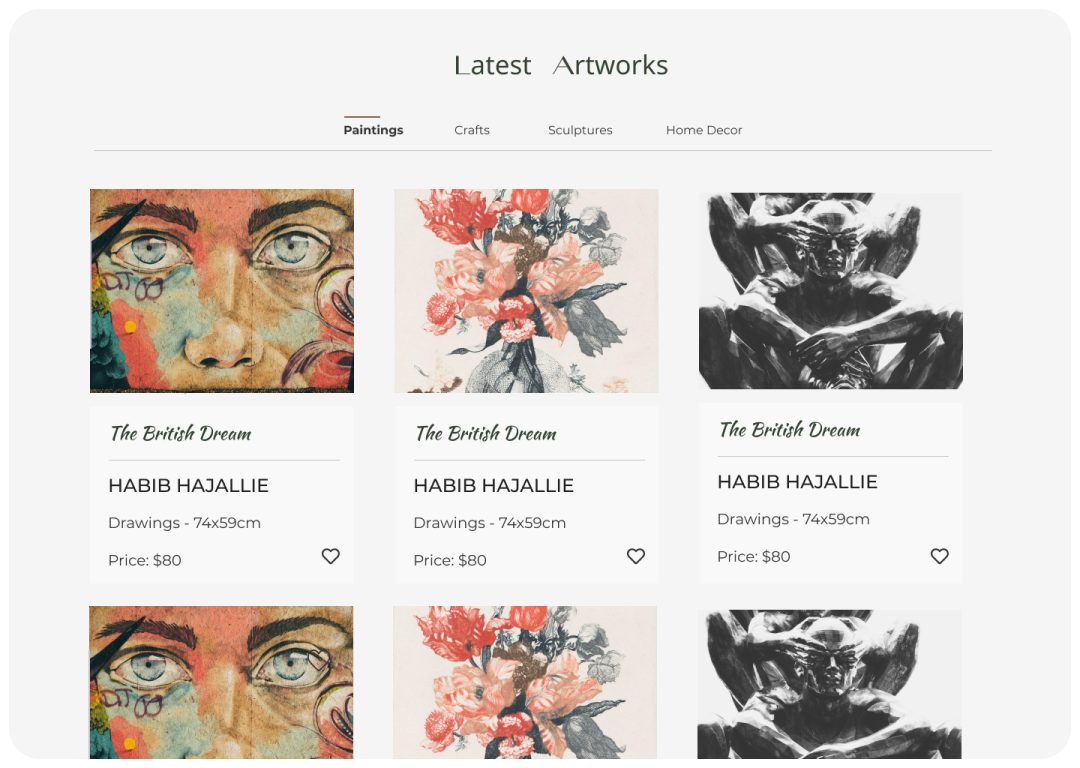 Latest Artworks
Paintings Crafts Sculptures Home Decor
The British Dream
HABIB HAJALLIE
Drawings - 74x59cm
Price: $80
The British Dream
HABIB HAJALLIE
Drawings - 74x59cm
Price: $80
The British Dream
HABIB HAJALLIE
Drawings - 74x59cm
Price: $80